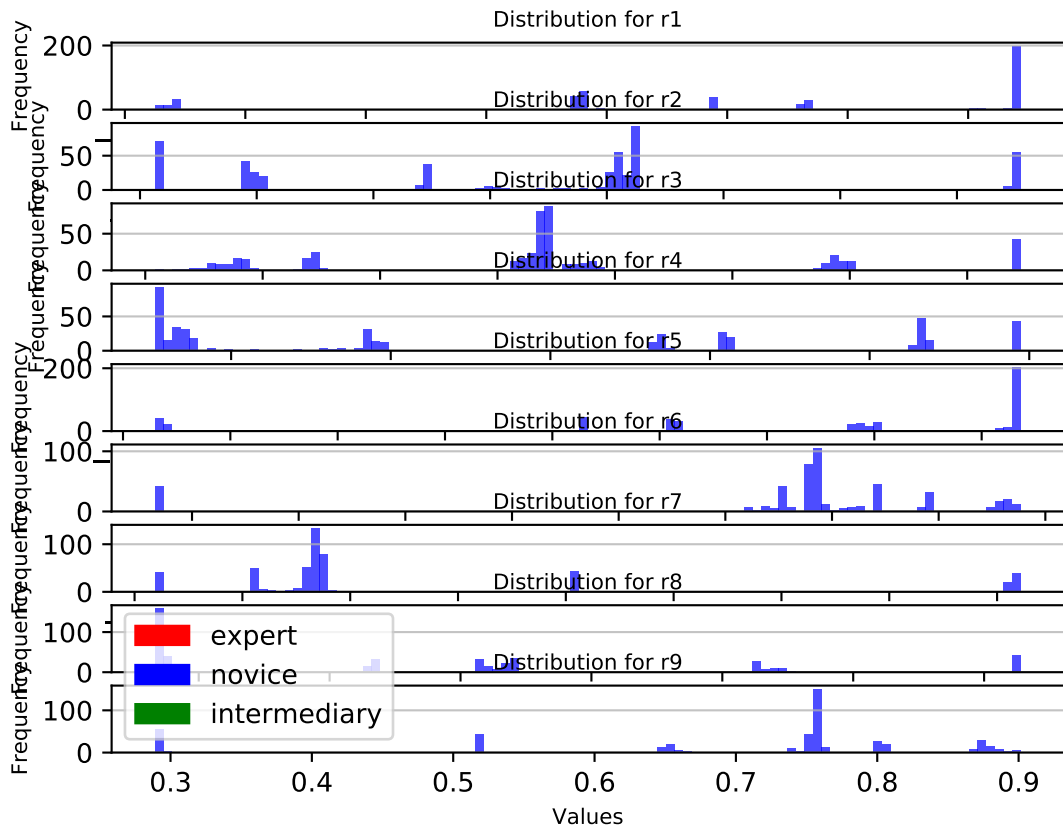 Distribution for r1
Frequency
200
0
Distribution for r2
Frequency
50
0
Distribution for r3
Frequency
50
0
Distribution for r4
Frequency
50
0
Distribution for r5
Frequency
200
0
Distribution for r6
Frequency
100
0
Distribution for r7
Frequency
100
0
Distribution for r8
Frequency
100
0
Distribution for r9
Frequency
100
0
expert
novice
intermediary
0.3 0.4 0.5 0.6 0.7 0.8 0.9
Values